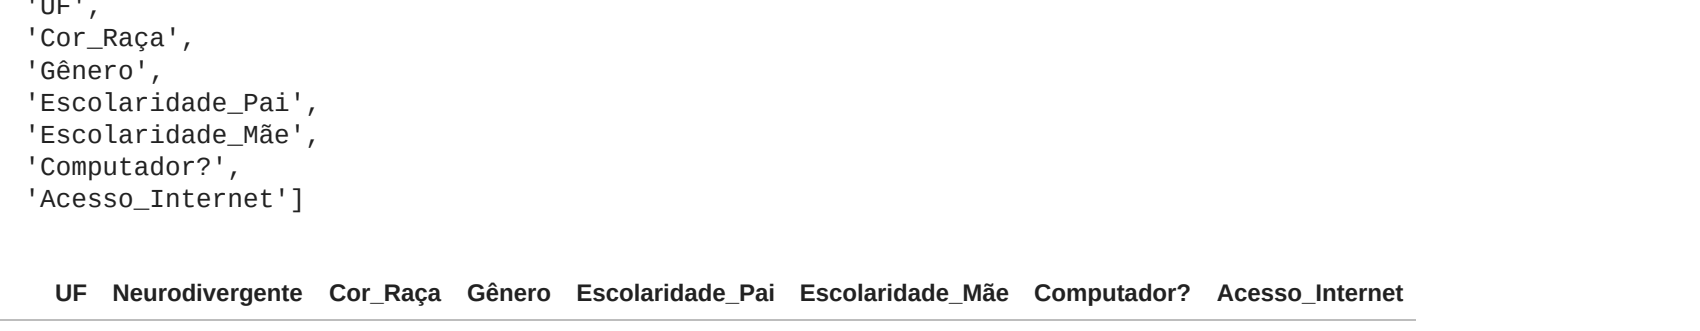 'UF',
'Cor_Raça',
'Gênero',
'Escolaridade_Pai',
'Escolaridade_Mãe',
'Computador?',
'Acesso_Internet']
UF Neurodivergente Cor_Raça Gênero Escolaridade_Pai Escolaridade_Mãe Computador? Acesso_Internet